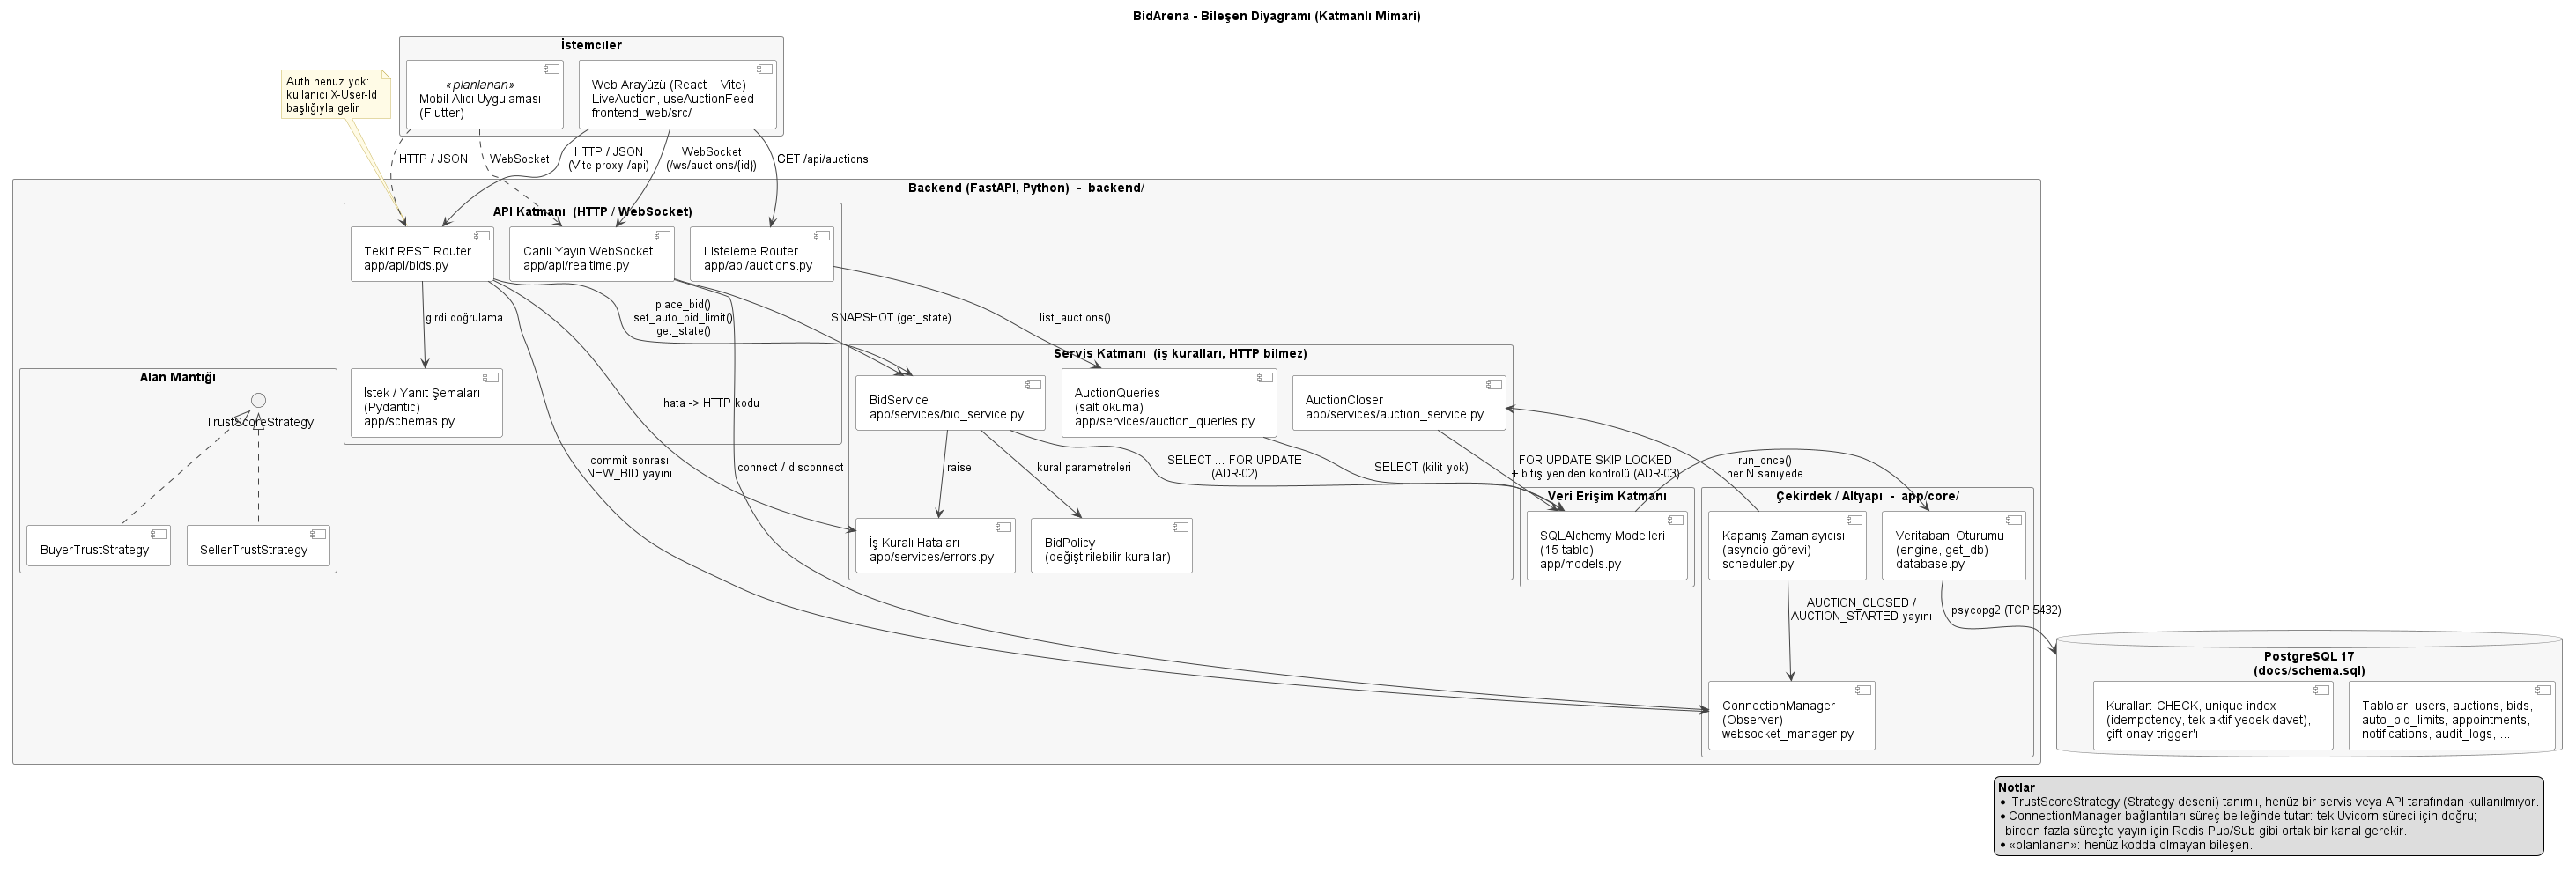 BidArena - Bileşen Diyagramı (Katmanlı Mimari)
İstemciler
«planlanan»
Mobil Alıcı Uygulaması
(Flutter)
Web Arayüzü (React + Vite)
LiveAuction, useAuctionFeed
frontend_web/src/
Auth henüz yok:
kullanıcı X-User-Id
başlığıyla gelir
HTTP / JSON
WebSocket
HTTP / JSON
(Vite proxy /api)
WebSocket
(/ws/auctions/{id})
GET /api/auctions
Backend (FastAPI, Python)  -  backend/
API Katmanı  (HTTP / WebSocket)
Teklif REST Router
app/api/bids.py
Canlı Yayın WebSocket
app/api/realtime.py
Listeleme Router
app/api/auctions.py
girdi doğrulama
place_bid()
set_auto_bid_limit()
get_state()
SNAPSHOT (get_state)
list_auctions()
İstek / Yanıt Şemaları
(Pydantic)
app/schemas.py
hata -> HTTP kodu
commit sonrası
NEW_BID yayını
connect / disconnect
Alan Mantığı
ITrustScoreStrategy
BuyerTrustStrategy
SellerTrustStrategy
Servis Katmanı  (iş kuralları, HTTP bilmez)
BidService
app/services/bid_service.py
AuctionQueries
(salt okuma)
app/services/auction_queries.py
AuctionCloser
app/services/auction_service.py
raise
kural parametreleri
SELECT ... FOR UPDATE
(ADR-02)
SELECT (kilit yok)
FOR UPDATE SKIP LOCKED
+ bitiş yeniden kontrolü (ADR-03)
run_once()
her N saniyede
İş Kuralı Hataları
app/services/errors.py
BidPolicy
(değiştirilebilir kurallar)
Veri Erişim Katmanı
SQLAlchemy Modelleri
(15 tablo)
app/models.py
Çekirdek / Altyapı  -  app/core/
Kapanış Zamanlayıcısı
(asyncio görevi)
scheduler.py
Veritabanı Oturumu
(engine, get_db)
database.py
AUCTION_CLOSED /
AUCTION_STARTED yayını
psycopg2 (TCP 5432)
ConnectionManager
(Observer)
websocket_manager.py
PostgreSQL 17
(docs/schema.sql)
Kurallar: CHECK, unique index
(idempotency, tek aktif yedek davet),
çift onay trigger'ı
Tablolar: users, auctions, bids,
auto_bid_limits, appointments,
notifications, audit_logs, ...
Notlar
• ITrustScoreStrategy (Strategy deseni) tanımlı, henüz bir servis veya API tarafından kullanılmıyor.
• ConnectionManager bağlantıları süreç belleğinde tutar: tek Uvicorn süreci için doğru;
birden fazla süreçte yayın için Redis Pub/Sub gibi ortak bir kanal gerekir.
• «planlanan»: henüz kodda olmayan bileşen.